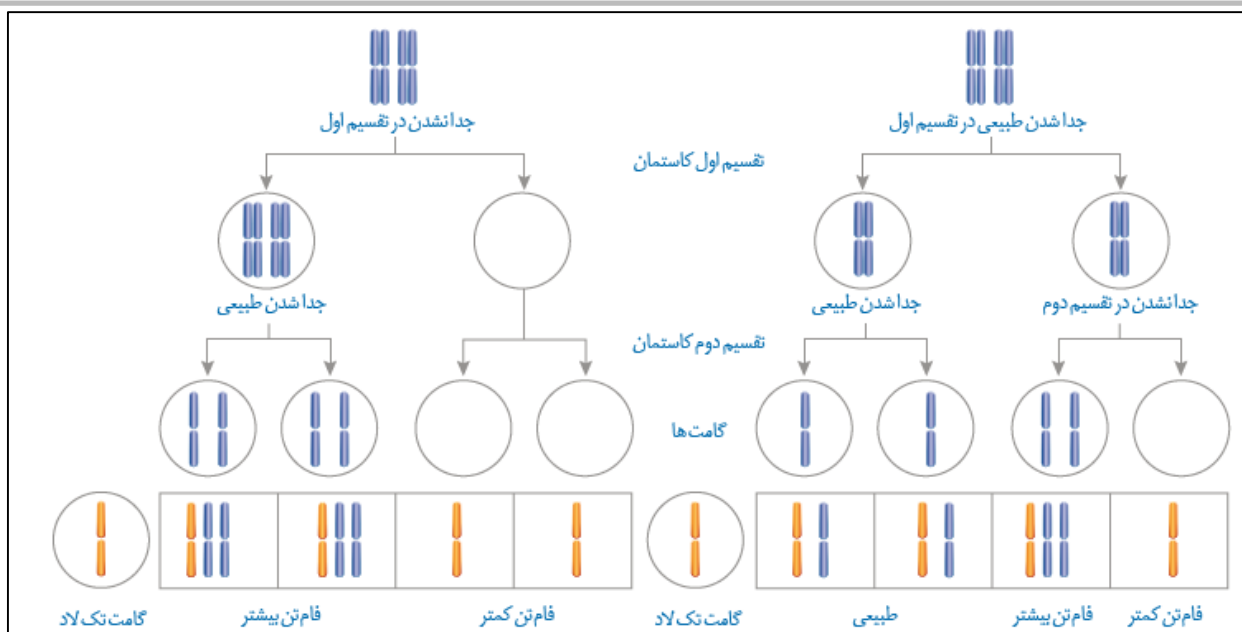 جدا شدن طبیعی در تقسیم اول
جدا نشدن در تقسیم اول
تقسیم اول کاستمان
جدا نشدن در تقسیم دوم
جدا شدن طبیعی
جدا شدن طبیعی
تقسیم دوم کاستمان
گامت‌ها
فام‌تن کمتر
فام‌تن بیشتر
طبیعی
گامت تک لاد
فام‌تن کمتر
فام‌تن بیشتر
گامت تک لاد